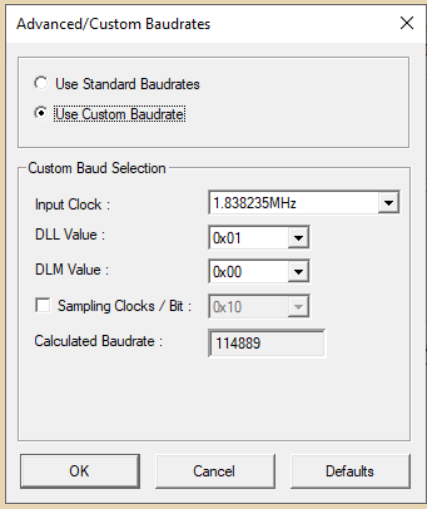 Advanced/Custom Baudrates
Use Standard Baudrates
Use Custom Baudrate
Custom Baud Selection
Input Clock : 1.838235MHz
DLL Value : 0x01
DLM Value : 0x00
Sampling Clocks / Bit : 0x10
Calculated Baudrate : 114889
OK Cancel Defaults